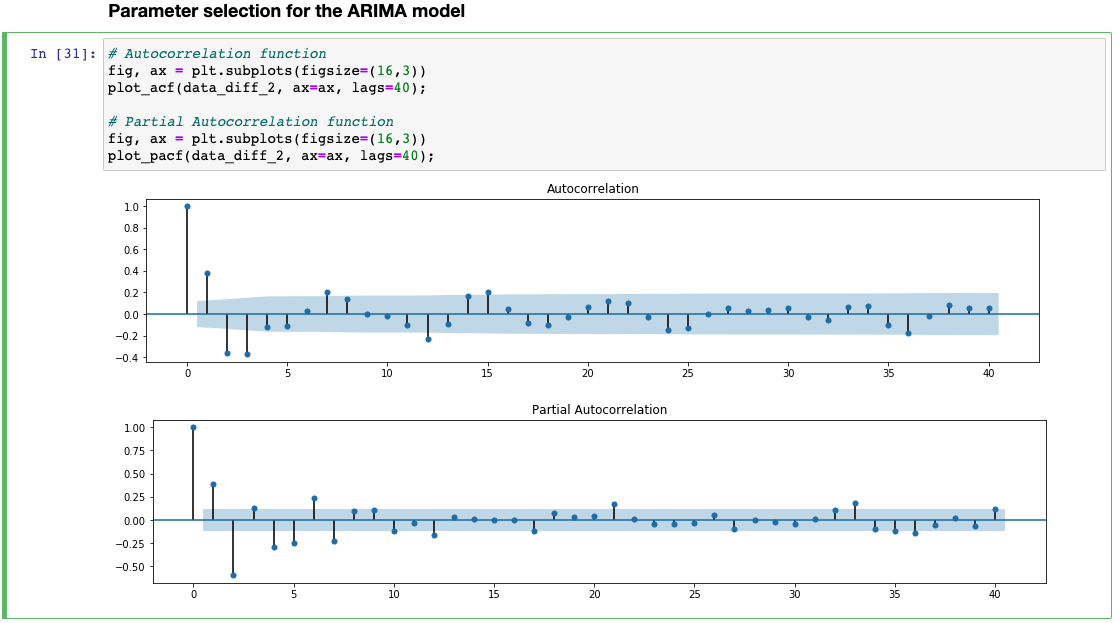 Parameter selection for the ARIMA model
In [31]:
# Autocorrelation function
fig, ax = plt.subplots(figsize=(16,3))
plot_acf(data_diff_2, ax=ax, lags=40);
# Partial Autocorrelation function
fig, ax = plt.subplots(figsize=(16,3))
plot_pacf(data_diff_2, ax=ax, lags=40);
Autocorrelation
1.0
0.8
0.6
0.4
0.2
0.0
−0.2
−0.4
0 5 10 15 20 25 30 35 40
Partial Autocorrelation
1.00
0.75
0.50
0.25
0.00
−0.25
−0.50
0 5 10 15 20 25 30 35 40